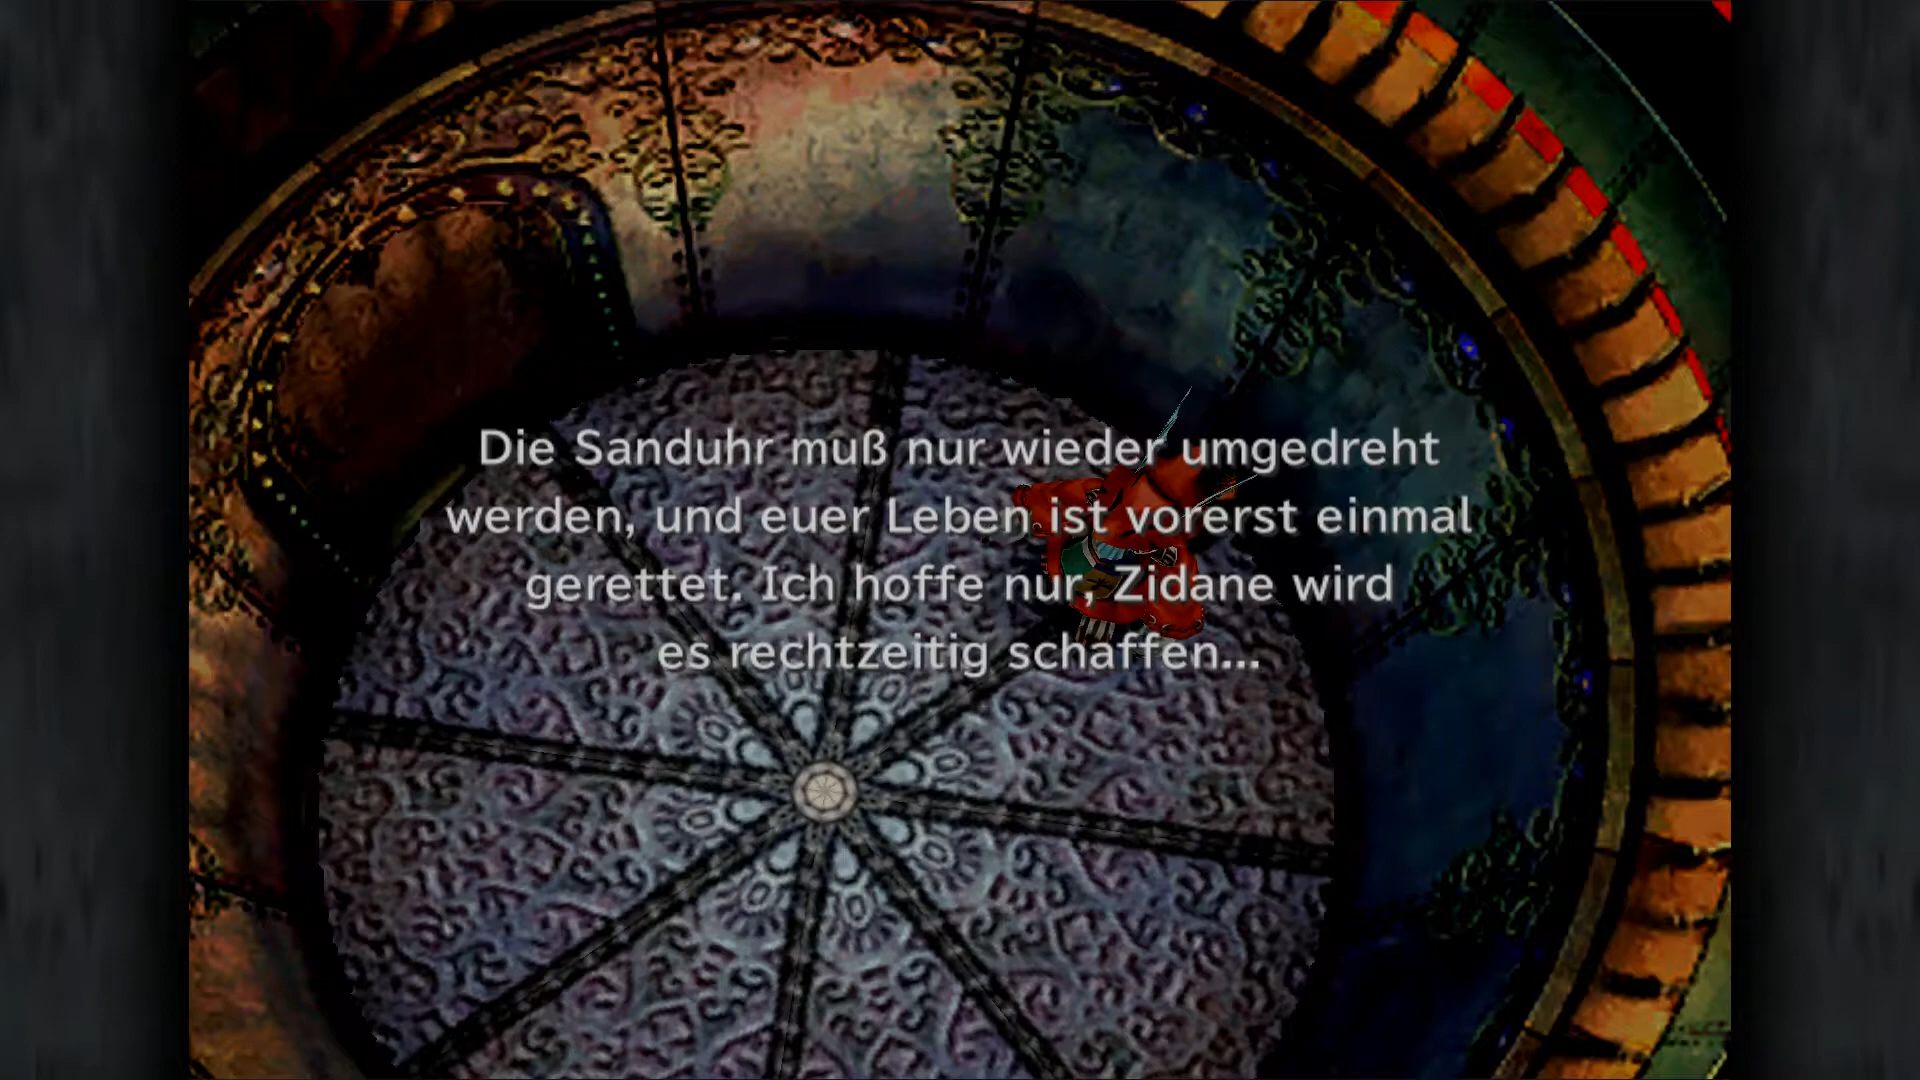 Die Sanduhr muß nur wieder umgedreht
werden, und euer Leben ist vorerst einmal
gerettet. Ich hoffe nur, Zidane wird
es rechtzeitig schaffen...